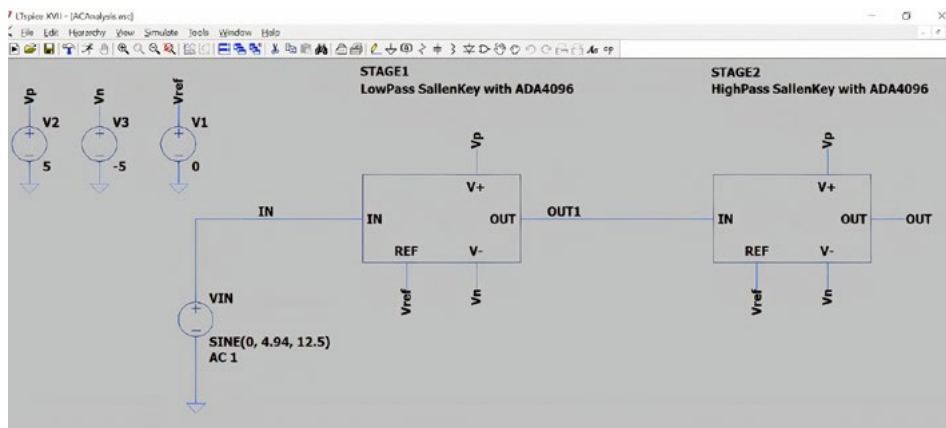 LTspice XVII - [ACAnalysis.asc]
File Edit Hierarchy View Simulate Tools Window Help
STAGE1
LowPass SallenKey with ADA4096
STAGE2
HighPass SallenKey with ADA4096
Vp
Vn
Vref
V2
V3
V1
5
-5
0
Vp
V+
IN
IN
OUT
OUT1
REF
V-
Vref
Vn
Vp
V+
IN
OUT
OUT
REF
V-
Vref
Vn
VIN
SINE(0, 4.94, 12.5)
AC 1